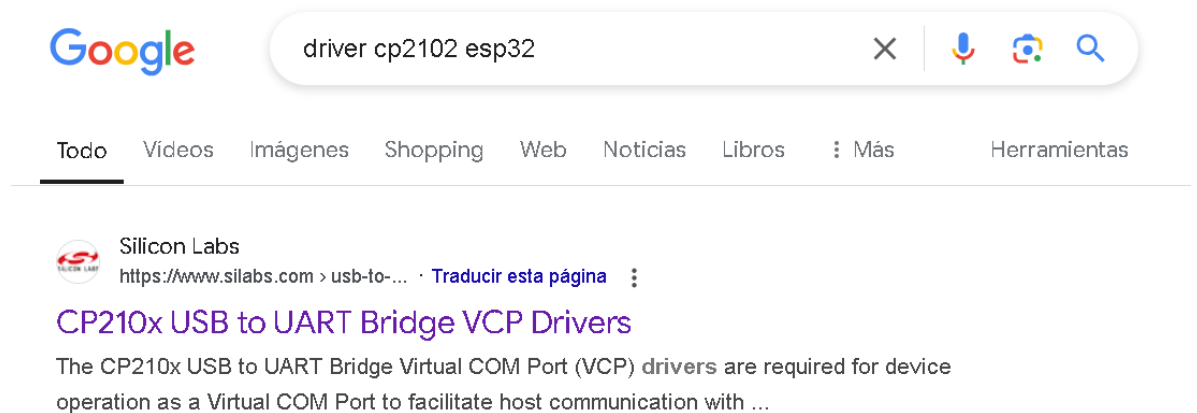 Google driver cp2102 esp32
Todo Vídeos Imágenes Shopping Web Noticias Libros Más Herramientas
Silicon Labs
https://www.silabs.com › usb-to-... · Traducir esta página
CP210x USB to UART Bridge VCP Drivers
The CP210x USB to UART Bridge Virtual COM Port (VCP) drivers are required for device
operation as a Virtual COM Port to facilitate host communication with ...